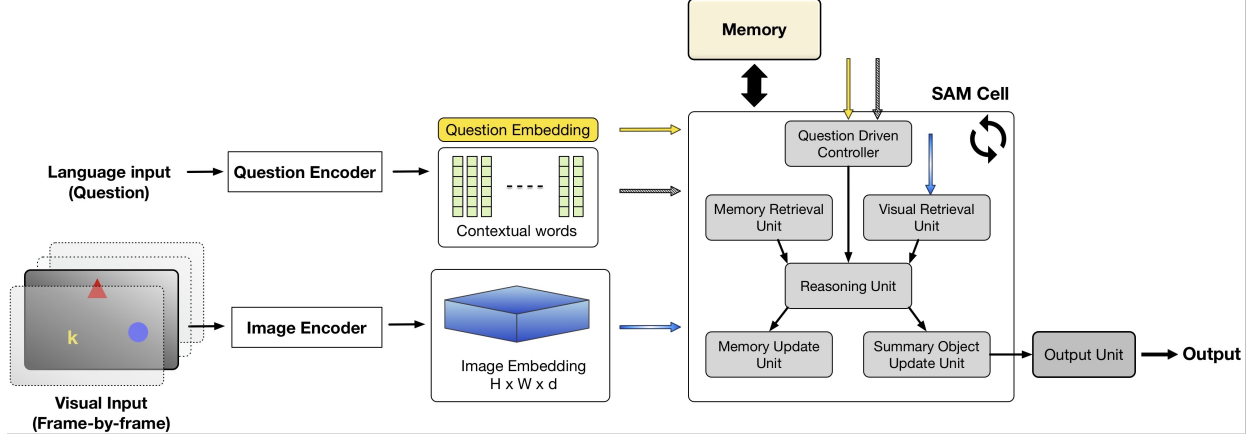 Memory
SAM Cell
Question Embedding
Question Driven
Controller
Language input
(Question)
Question Encoder
Contextual words
Memory Retrieval
Unit
Visual Retrieval
Unit
Reasoning Unit
k
Image Encoder
Image Embedding
H x W x d
Memory Update
Unit
Summary Object
Update Unit
Output Unit
Output
Visual Input
(Frame-by-frame)